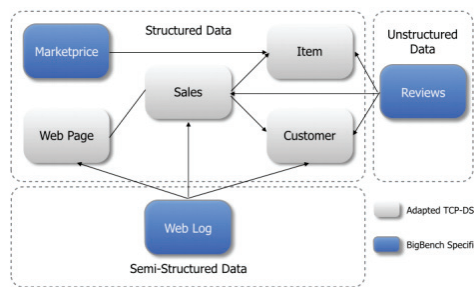 Structured Data
Unstructured
Data
Marketprice
Item
Sales
Reviews
Web Page
Customer
Web Log
Semi-Structured Data
Adapted TCP-DS
BigBench Specifi